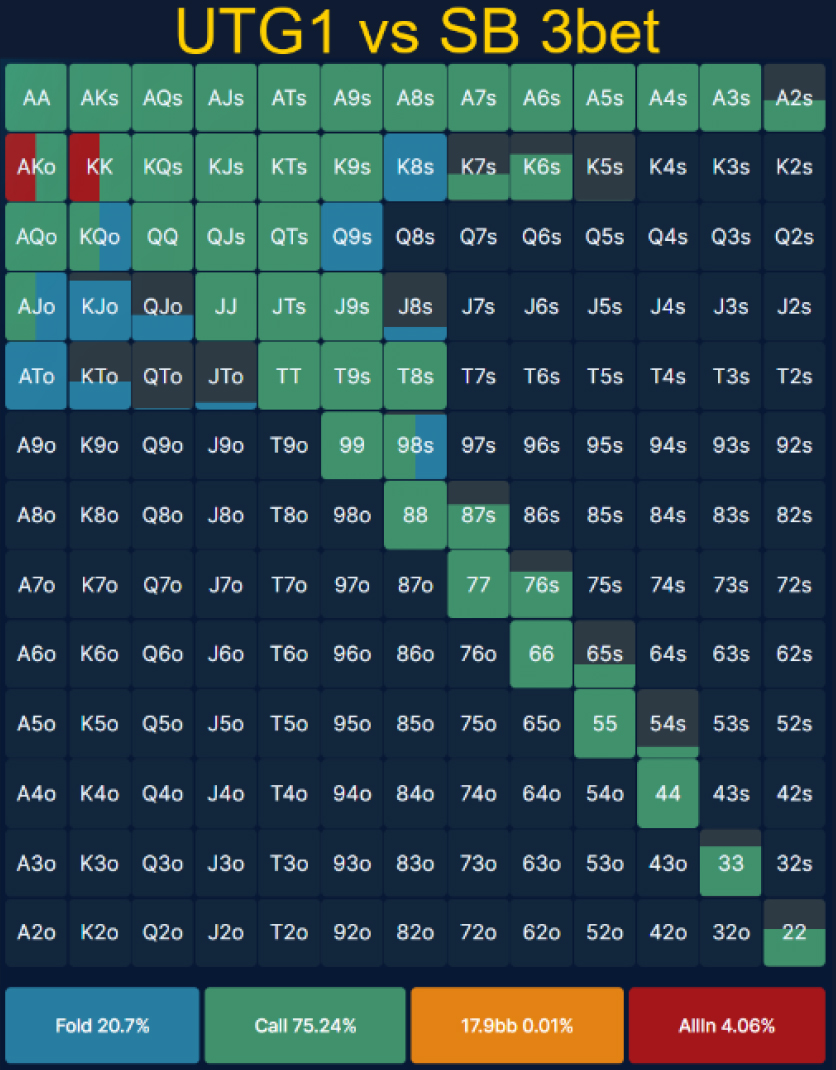 UTG1 vs SB 3bet
AA AKs AQs AJs ATs A9s A8s A7s A6s A5s A4s A3s A2s
AKo KK KQs KJs KTs K9s K8s K7s K6s K5s K4s K3s K2s
AQo KQo QQ QJs QTs Q9s Q8s Q7s Q6s Q5s Q4s Q3s Q2s
AJo KJo QJo JJ JTs J9s J8s J7s J6s J5s J4s J3s J2s
ATo KTo QTo JTo TT T9s T8s T7s T6s T5s T4s T3s T2s
A9o K9o Q9o J9o T9o 99 98s 97s 96s 95s 94s 93s 92s
A8o K8o Q8o J8o T8o 98o 88 87s 86s 85s 84s 83s 82s
A7o K7o Q7o J7o T7o 97o 87o 77 76s 75s 74s 73s 72s
A6o K6o Q6o J6o T6o 96o 86o 76o 66 65s 64s 63s 62s
A5o K5o Q5o J5o T5o 95o 85o 75o 65o 55 54s 53s 52s
A4o K4o Q4o J4o T4o 94o 84o 74o 64o 54o 44 43s 42s
A3o K3o Q3o J3o T3o 93o 83o 73o 63o 53o 43o 33 32s
A2o K2o Q2o J2o T2o 92o 82o 72o 62o 52o 42o 32o 22
Fold 20.7% Call 75.24% 17.9bb 0.01% AllIn 4.06%